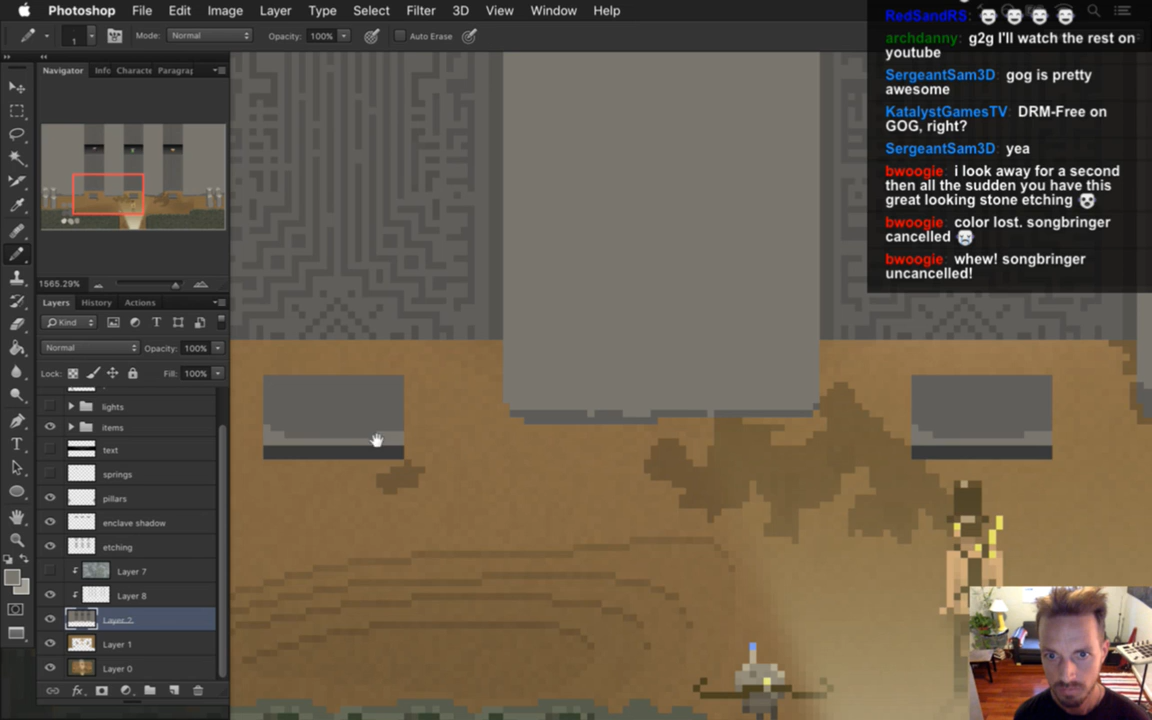 Photoshop File Edit Image Layer Type Select Filter 3D View Window Help
1 Mode: Normal Opacity: 100% Auto Erase
Navigator Info Characte Paragrap
1565.29%
Layers History Actions
Kind
Normal Opacity: 100%
Lock: Fill: 100%
lights
items
text
springs
pillars
enclave shadow
etching
Layer 7
Layer 8
Layer 2
Layer 1
Layer 0
fx
RedSandRS:
archdanny: g2g I'll watch the rest on
youtube
SergeantSam3D: gog is pretty
awesome
KatalystGamesTV: DRM-Free on
GOG, right?
SergeantSam3D: yea
bwoogie: i look away for a second
then all the sudden you have this
great looking stone etching
bwoogie: color lost. songbringer
cancelled
bwoogie: whew! songbringer
uncancelled!